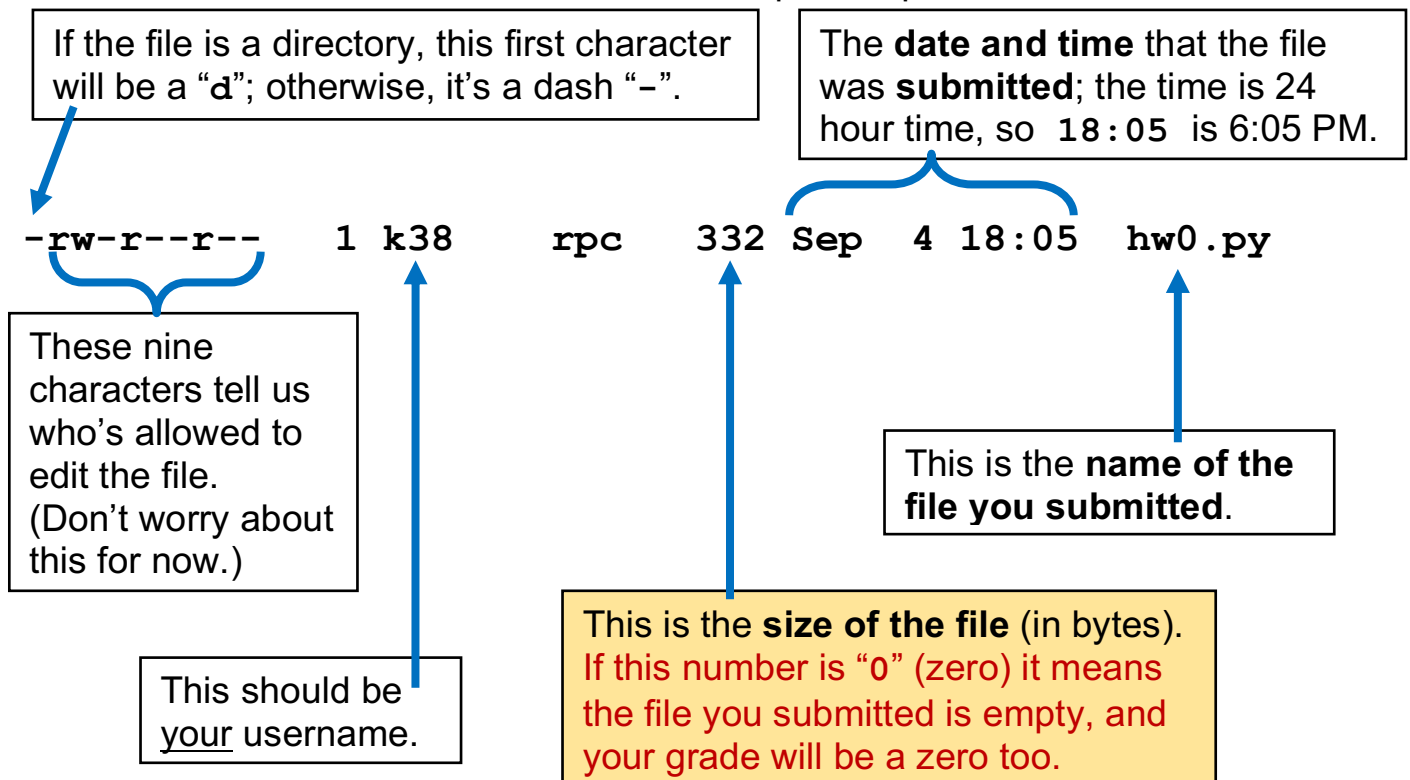 If the file is a directory, this first character
will be a “d”; otherwise, it’s a dash “-”.
The date and time that the file
was submitted; the time is 24
hour time, so 18:05 is 6:05 PM.
-rw-r--r-- 1 k38 rpc 332 Sep 4 18:05 hw0.py
These nine
characters tell us
who’s allowed to
edit the file.
(Don’t worry about
this for now.)
This is the name of the
file you submitted.
This should be
your username.
This is the size of the file (in bytes).
If this number is “0” (zero) it means
the file you submitted is empty, and
your grade will be a zero too.